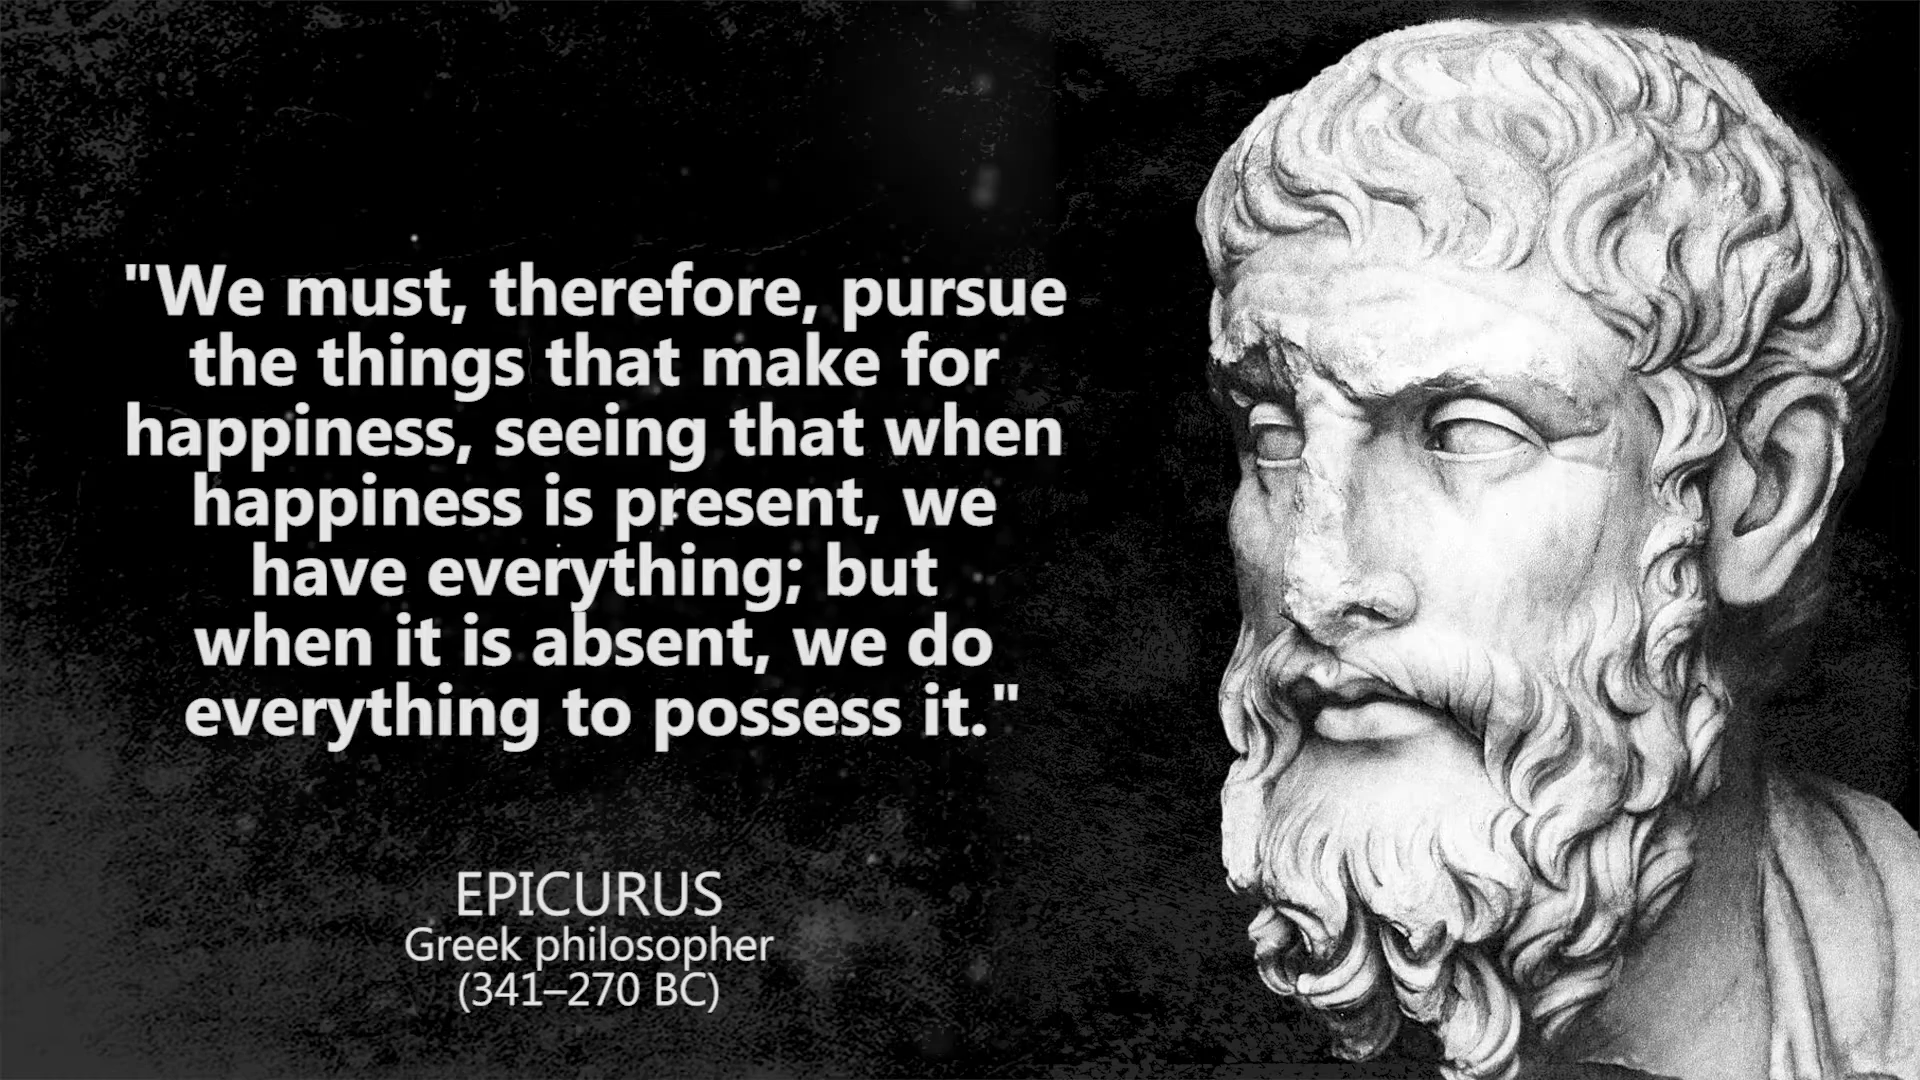 "We must, therefore, pursue
the things that make for
happiness, seeing that when
happiness is present, we
have everything; but
when it is absent, we do
everything to possess it."
EPICURUS
Greek philosopher
(341–270 BC)